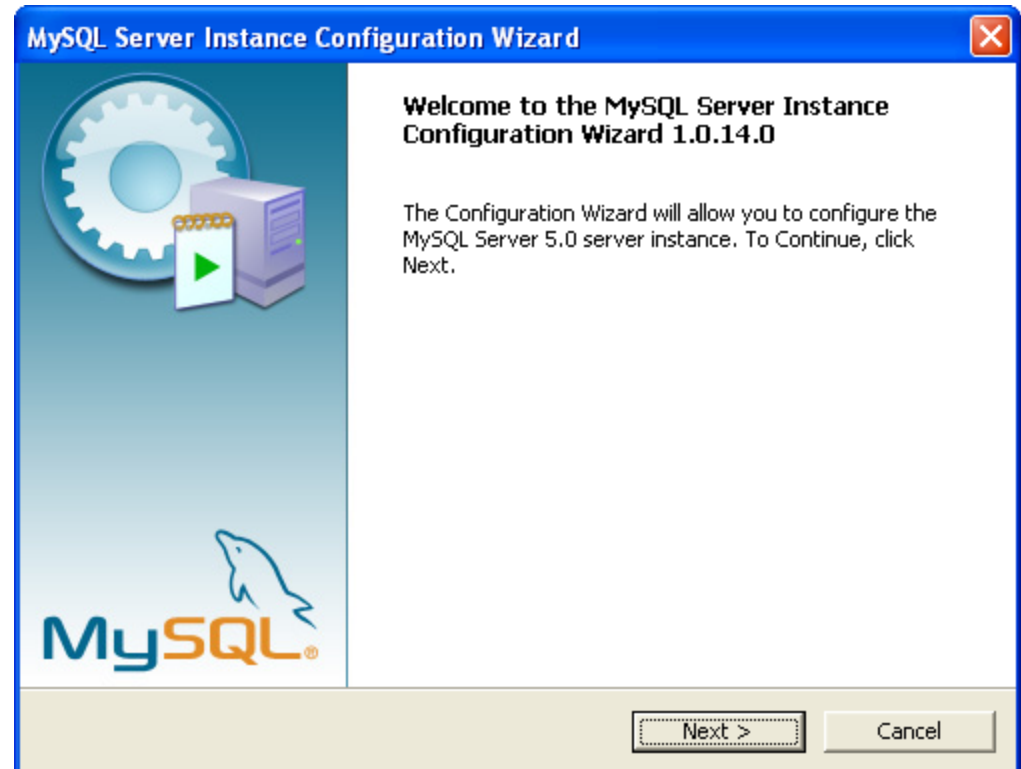 MySQL Server Instance Configuration Wizard
Welcome to the MySQL Server Instance
Configuration Wizard 1.0.14.0
The Configuration Wizard will allow you to configure the
MySQL Server 5.0 server instance. To Continue, click
Next.
MySQL®
Next >
Cancel